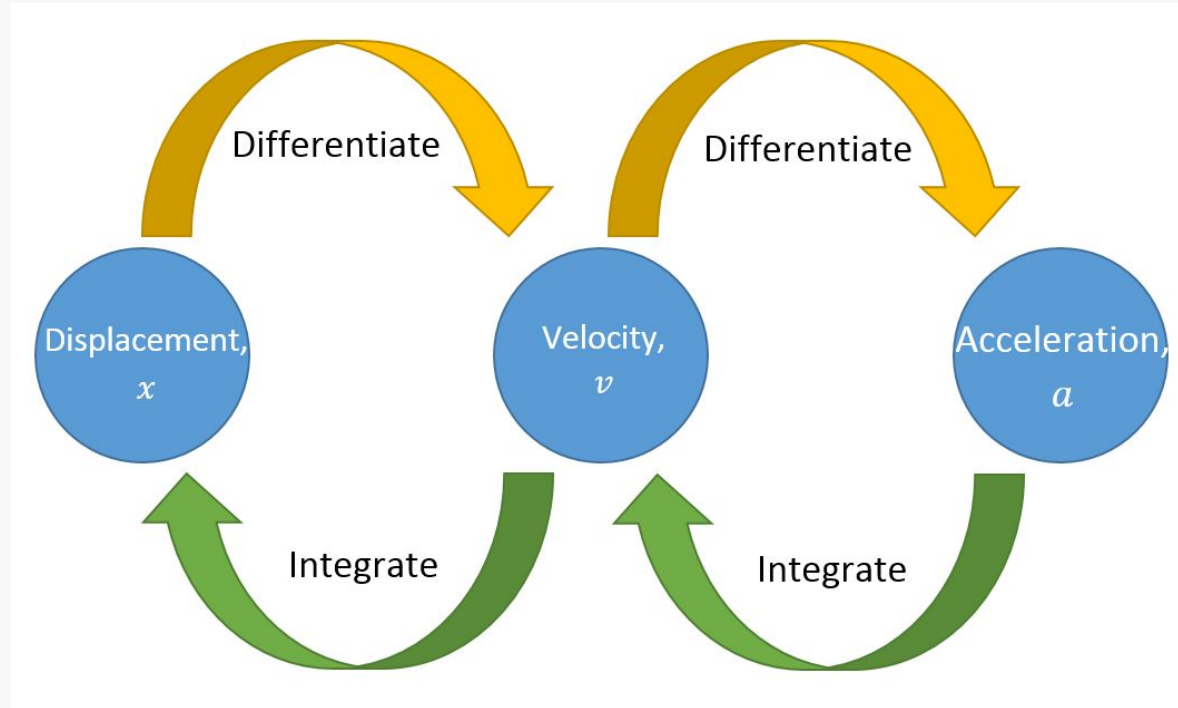 Differentiate
Differentiate
Displacement,
x
Velocity,
v
Acceleration,
a
Integrate
Integrate